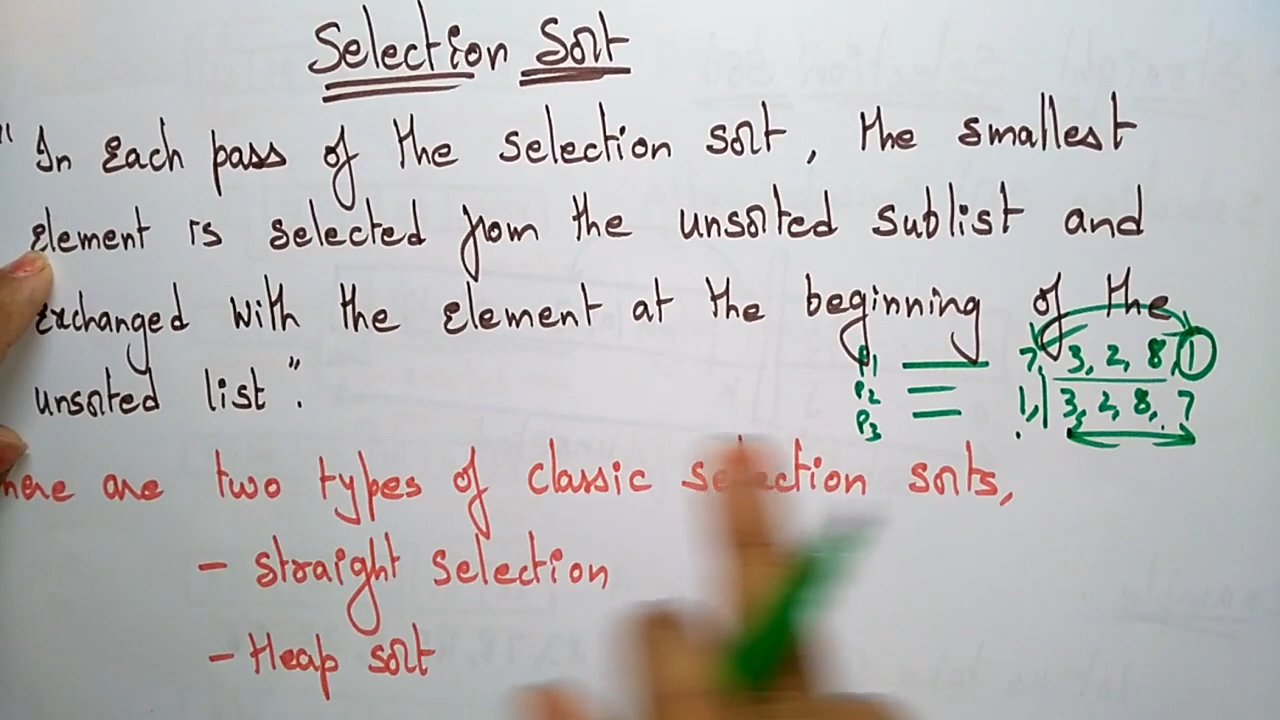 Selection Sort
" In Each pass of the selection sort, the smallest
Element is selected from the unsorted sublist and
Exchanged with the Element at the beginning of the
P1 7, 3, 2, 8, 1
P2 1, 3, 2, 8, 7
unsorted list".
P3
here are two types of classic selection sorts,
- straight selection
- Heap sort